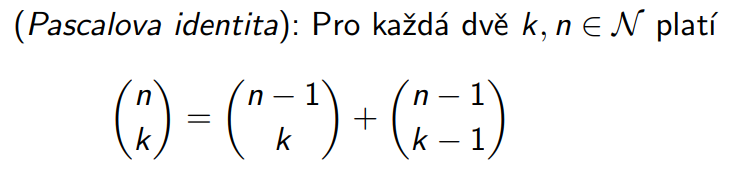 (Pascalova identita): Pro každá dvě k, n ∈ 𝒩 platí
(n k) = (n − 1 k) + (n − 1 k − 1)